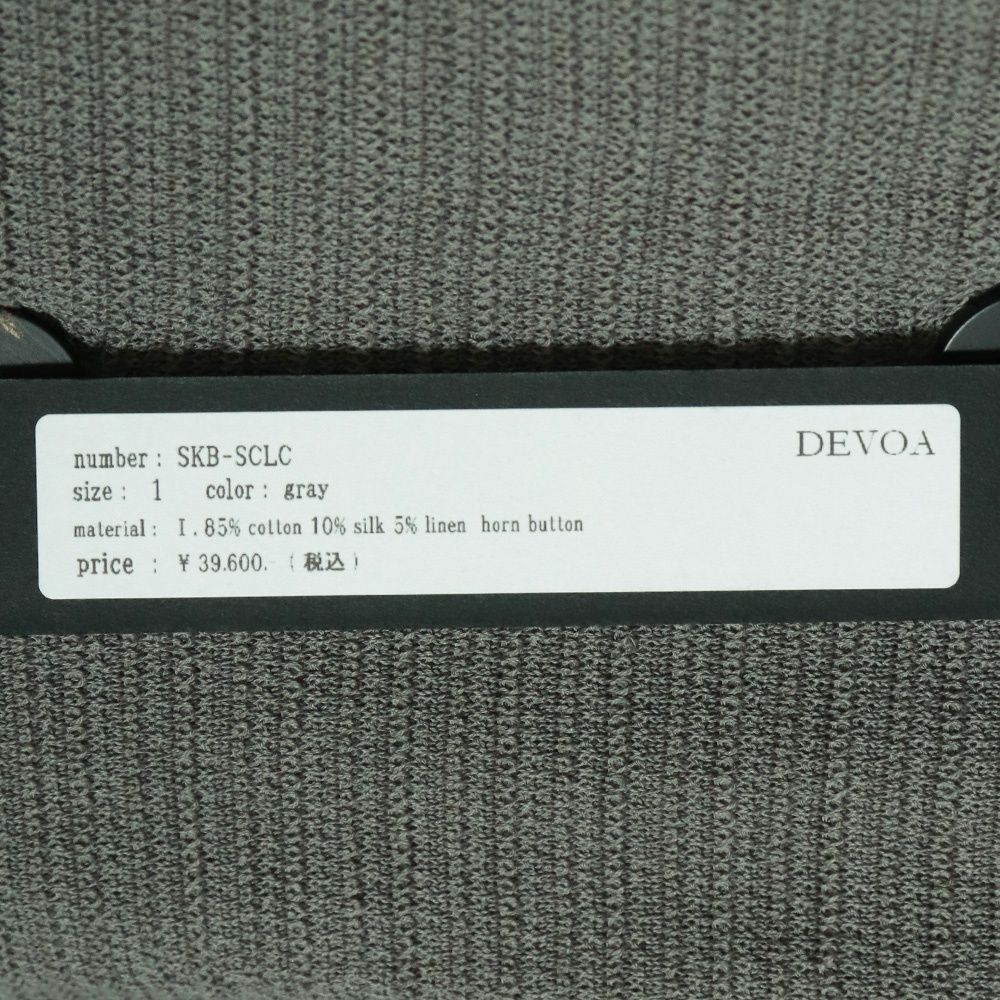 DEVOA
number : SKB-SCLC
size : 1 color : gray
material : I . 85% cotton 10% silk 5% linen horn button
price : ¥ 39.600.- (税込)